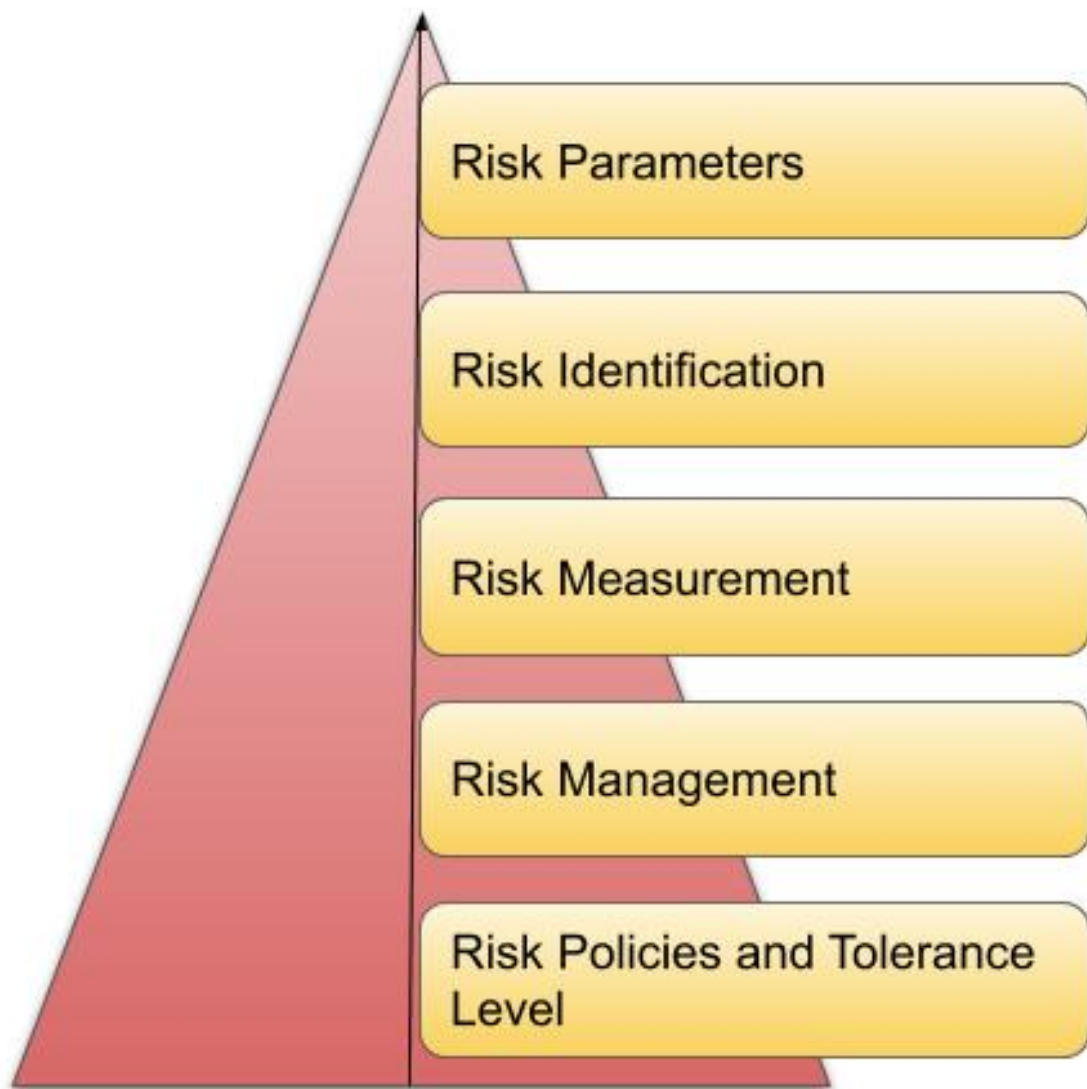 Risk Parameters
Risk Identification
Risk Measurement
Risk Management
Risk Policies and Tolerance
Level